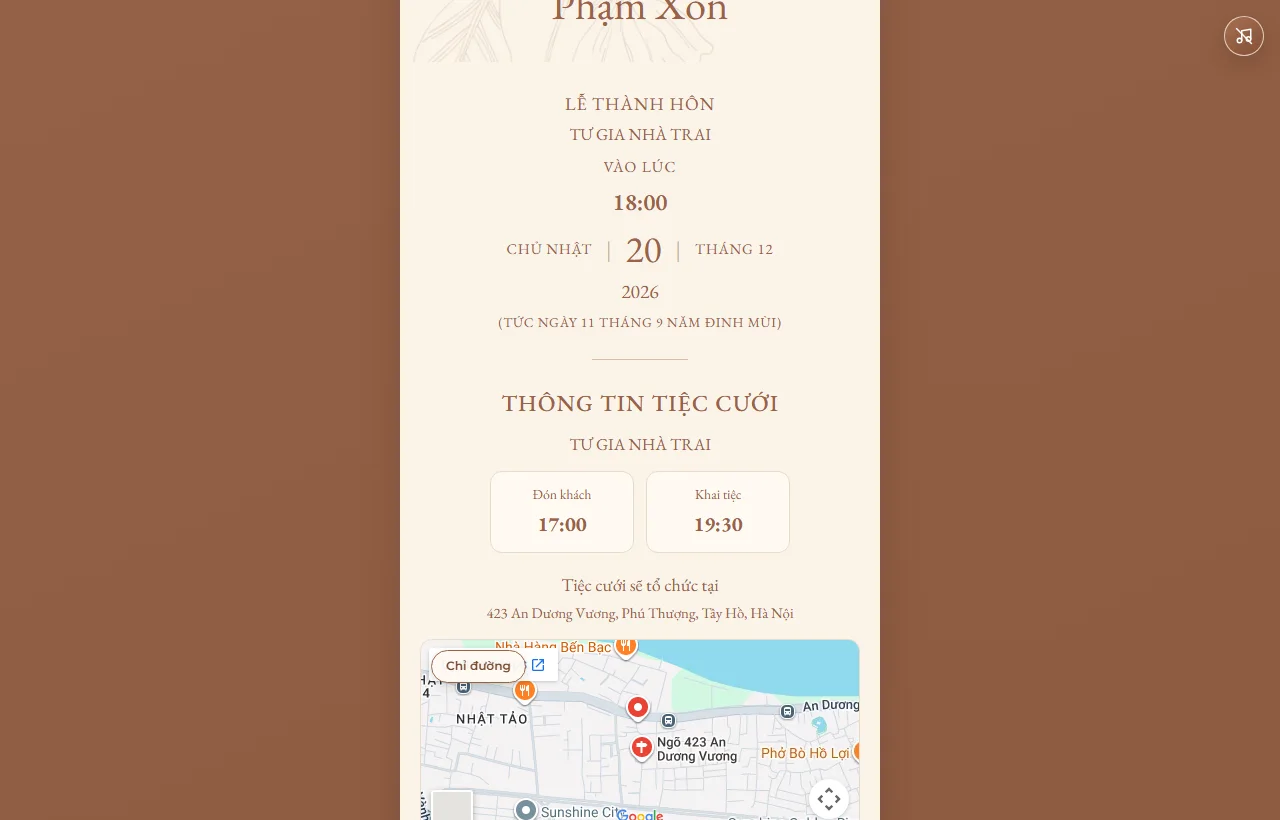 Phạm Xôn
LỄ THÀNH HÔN
TƯ GIA NHÀ TRAI
VÀO LÚC
18:00
CHỦ NHẬT | 20 | THÁNG 12
2026
(TỨC NGÀY 11 THÁNG 9 NĂM ĐINH MÙI)
THÔNG TIN TIỆC CƯỚI
TƯ GIA NHÀ TRAI
Đón khách
17:00
Khai tiệc
19:30
Tiệc cưới sẽ tổ chức tại
423 An Dương Vương, Phú Thượng, Tây Hồ, Hà Nội
Nhà Hàng Bến Bạc
Chỉ đường
NHẬT TẢO
An Dương
Ngõ 423 An
Dương Vương
Phở Bò Hồ Lợi
Sunshine City
Google